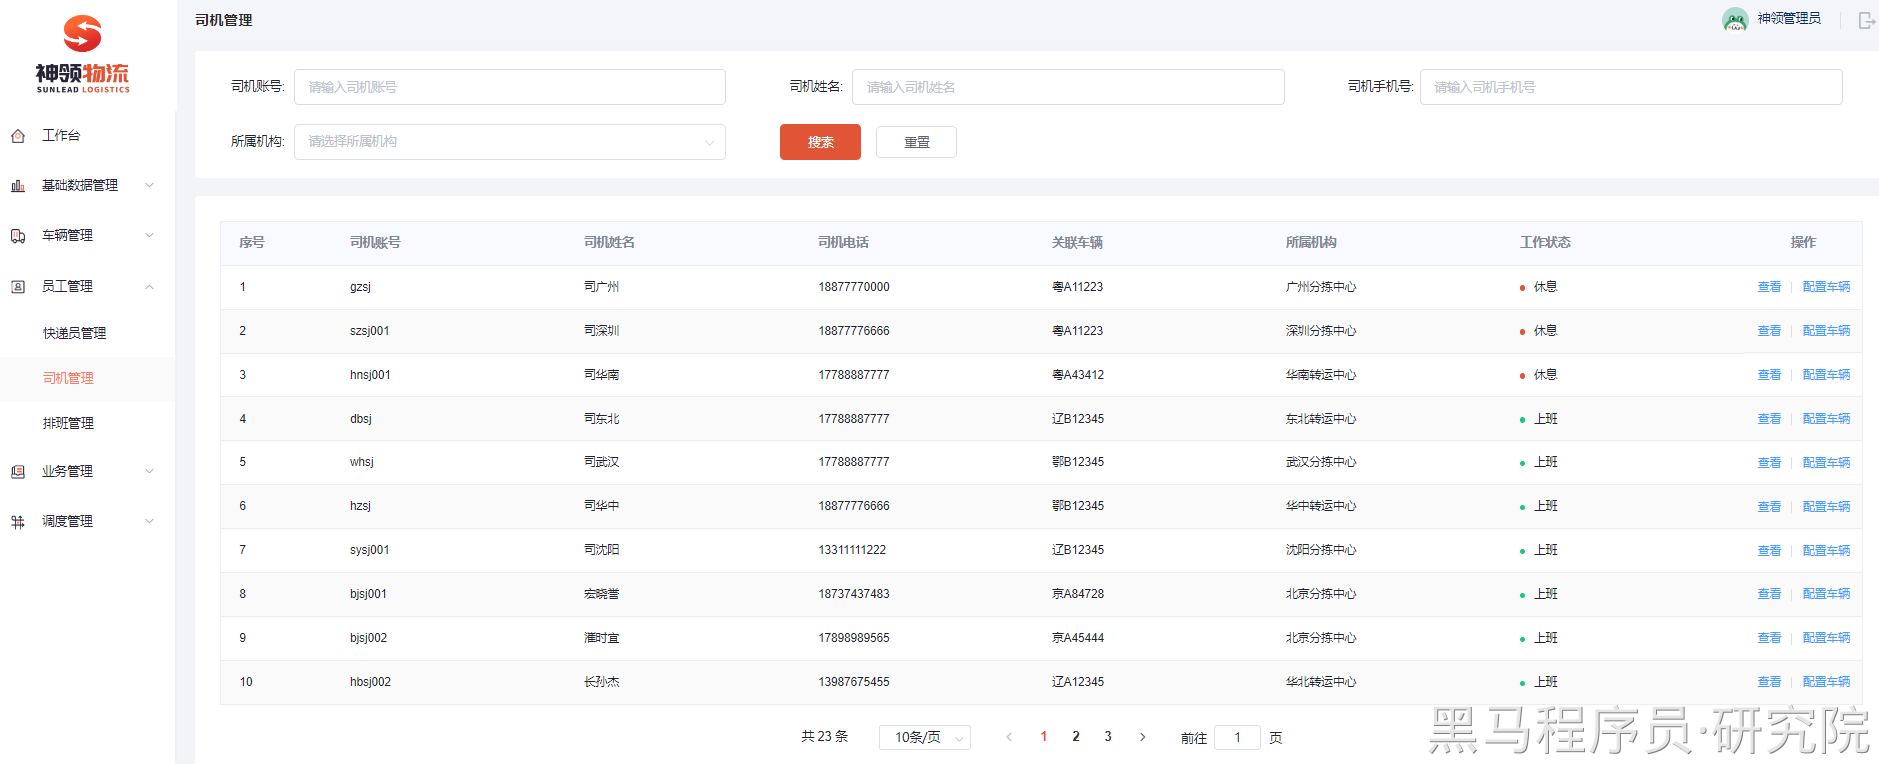 神领物流
SUNLEAD LOGISTICS
工作台
基础数据管理
车辆管理
员工管理
快递员管理
司机管理
排班管理
业务管理
调度管理
司机管理
神领管理员
司机账号: 请输入司机账号 司机姓名: 请输入司机姓名 司机手机号: 请输入司机手机号
所属机构: 请选择所属机构 搜索 重置
序号 司机账号 司机姓名 司机电话 关联车辆 所属机构 工作状态 操作
1 gzsj 司广州 18877770000 粤A11223 广州分拣中心 休息 查看 配置车辆
2 szsj001 司深圳 18877776666 粤A11223 深圳分拣中心 休息 查看 配置车辆
3 hnsj001 司华南 17788887777 粤A43412 华南转运中心 休息 查看 配置车辆
4 dbsj 司东北 17788887777 辽B12345 东北转运中心 上班 查看 配置车辆
5 whsj 司武汉 17788887777 鄂B12345 武汉分拣中心 上班 查看 配置车辆
6 hzsj 司华中 18877776666 鄂B12345 华中转运中心 上班 查看 配置车辆
7 sysj001 司沈阳 13311111222 辽B12345 沈阳分拣中心 上班 查看 配置车辆
8 bjsj001 宏晓誉 18737437483 京A84728 北京分拣中心 上班 查看 配置车辆
9 bjsj002 时宜 17898989565 京A45444 北京分拣中心 上班 查看 配置车辆
10 hbsj002 长孙杰 13987675455 辽A12345 华北转运中心 上班 查看 配置车辆
共 23 条 10条/页 1 2 3 前往 1 页
黑马程序员·研究院